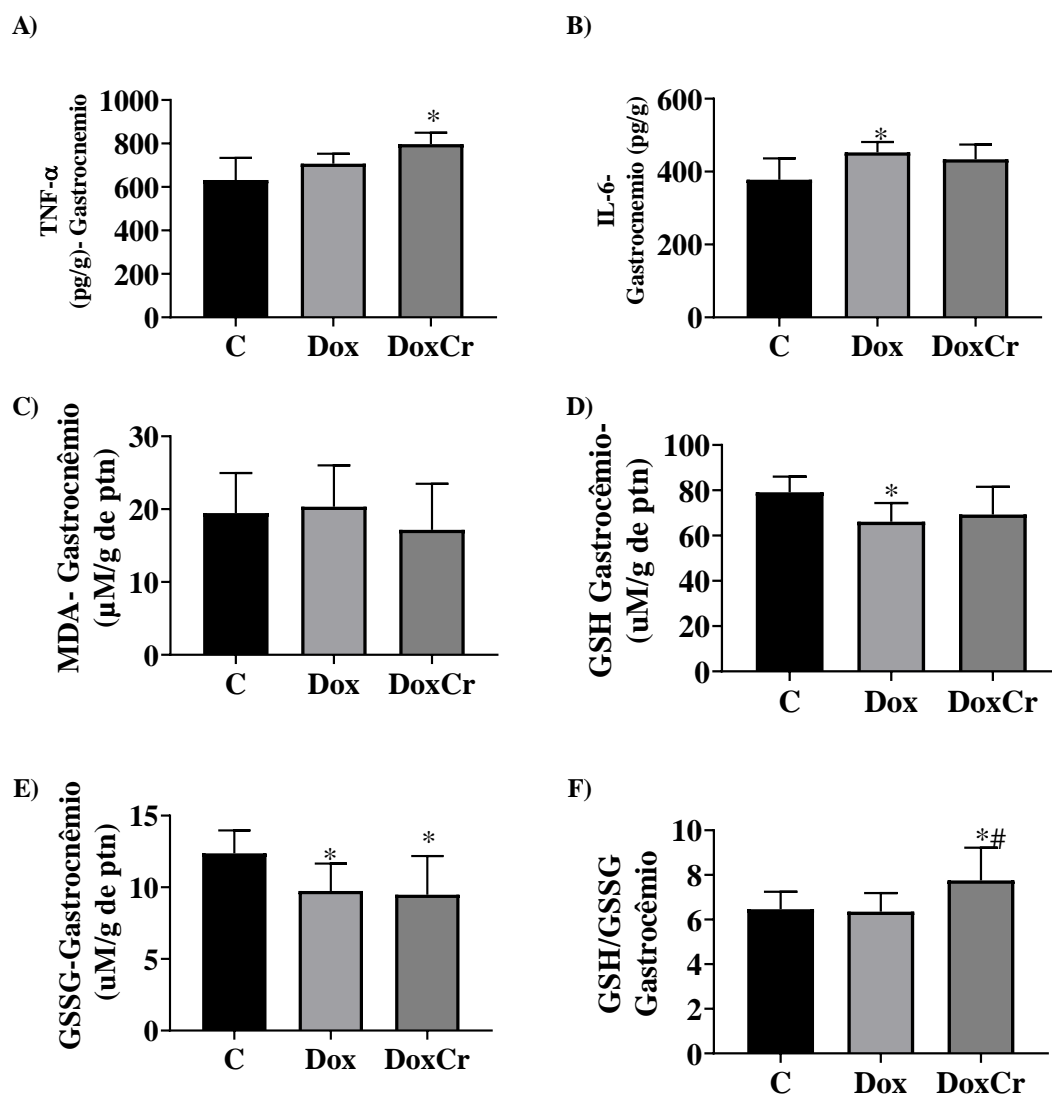 A)
TNF-α
(pg/g)- Gastrocnemio
1000
800
600
400
200
0
*
C Dox DoxCr
B)
IL-6-
Gastrocnemio (pg/g)
600
400
200
0
*
C Dox DoxCr
C)
MDA- Gastrocnêmio
(µM/g de ptn)
30
20
10
0
C Dox DoxCr
D)
GSH Gastrocêmio-
(uM/g de ptn)
100
80
60
40
20
0
*
C Dox DoxCr
E)
GSSG-Gastrocnêmio
(uM/g de ptn)
15
10
5
0
* *
C Dox DoxCr
F)
GSH/GSSG
Gastrocêmio
10
8
6
4
2
0
*#
C Dox DoxCr